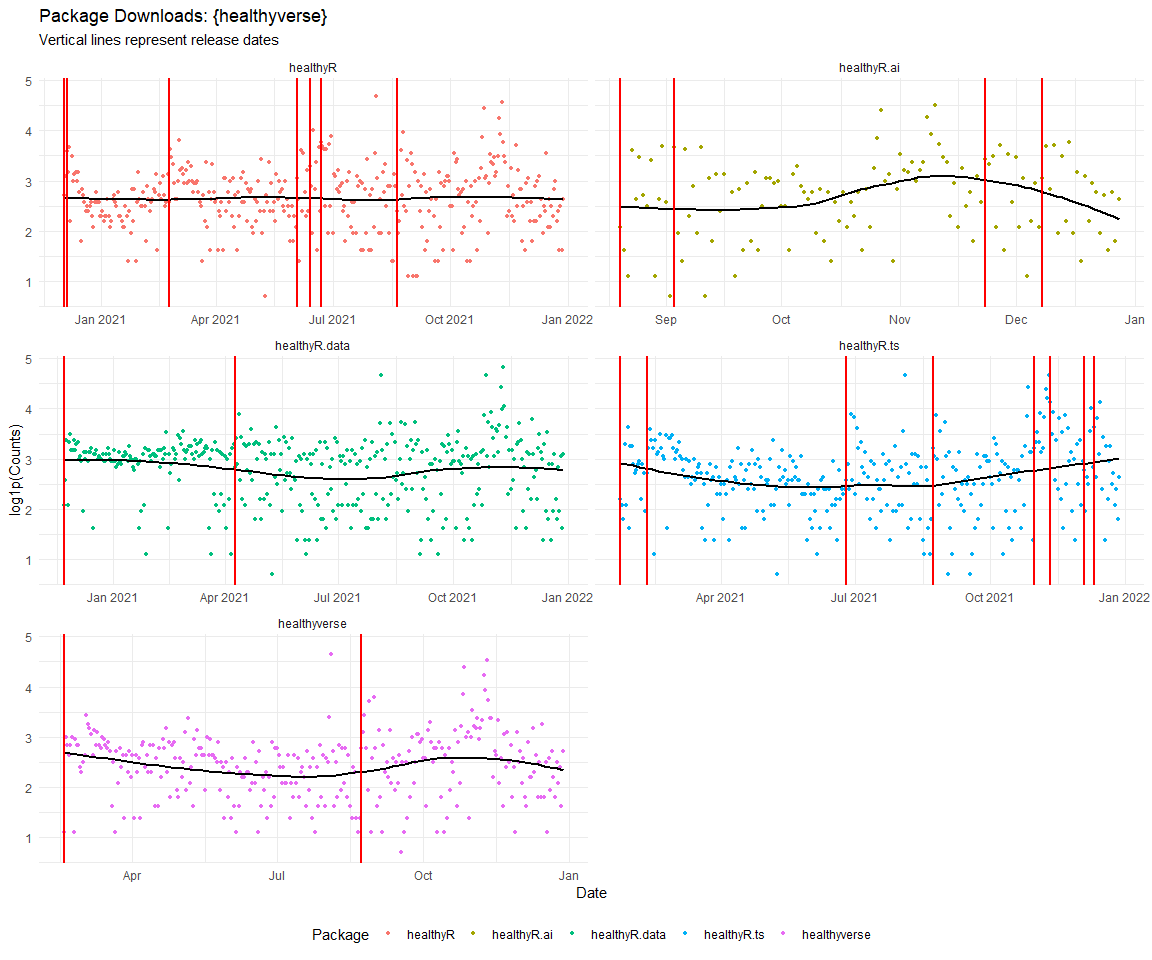 Package Downloads: {healthyverse}
Vertical lines represent release dates
healthyR
healthyR.ai
5
4
3
2
1
Jan 2021 Apr 2021 Jul 2021 Oct 2021 Jan 2022
Sep Oct Nov Dec Jan
healthyR.data
healthyR.ts
5
4
3
2
1
log1p(Counts)
Jan 2021 Apr 2021 Jul 2021 Oct 2021 Jan 2022
Apr 2021 Jul 2021 Oct 2021 Jan 2022
healthyverse
5
4
3
2
1
Apr Jul Oct Jan
Date
Package healthyR healthyR.ai healthyR.data healthyR.ts healthyverse